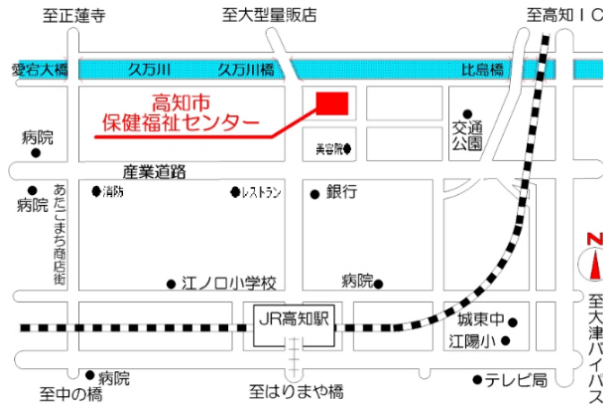 至正蓮寺
至大型量販店
至高知IC
愛宕大橋
久万川
久万川橋
比島橋
高知市
保健福祉センター
交通
公園
病院
美容院
産業道路
病院
消防
レストラン
銀行
あたごまち商店街
N
江ノ口小学校
病院
至大津バイパス
JR高知駅
城東中
江陽小
病院
テレビ局
至中の橋
至はりまや橋